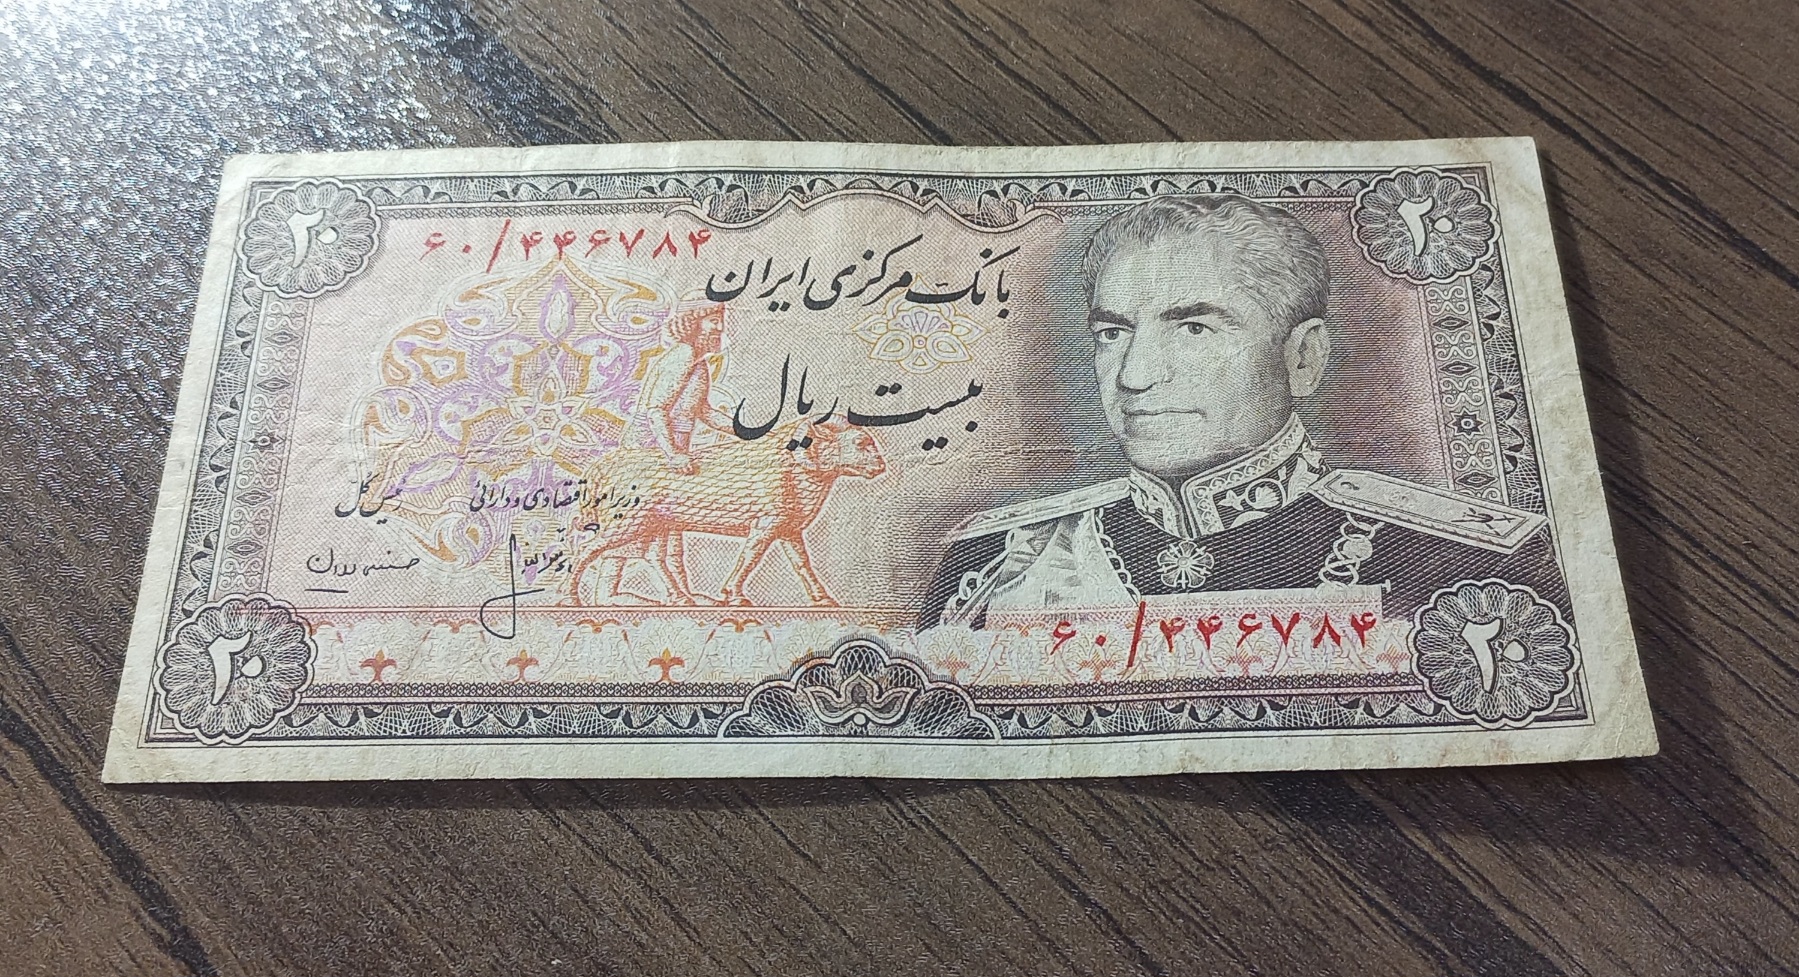 ۲۰
۲۰
۶۰/۴۴۶۷۸۴
بانک مرکزی ایران
بیست ریال
وزیر امور اقتصادی و دارائی
رئیس کل
۶۰/۴۴۶۷۸۴
۲۰
۲۰